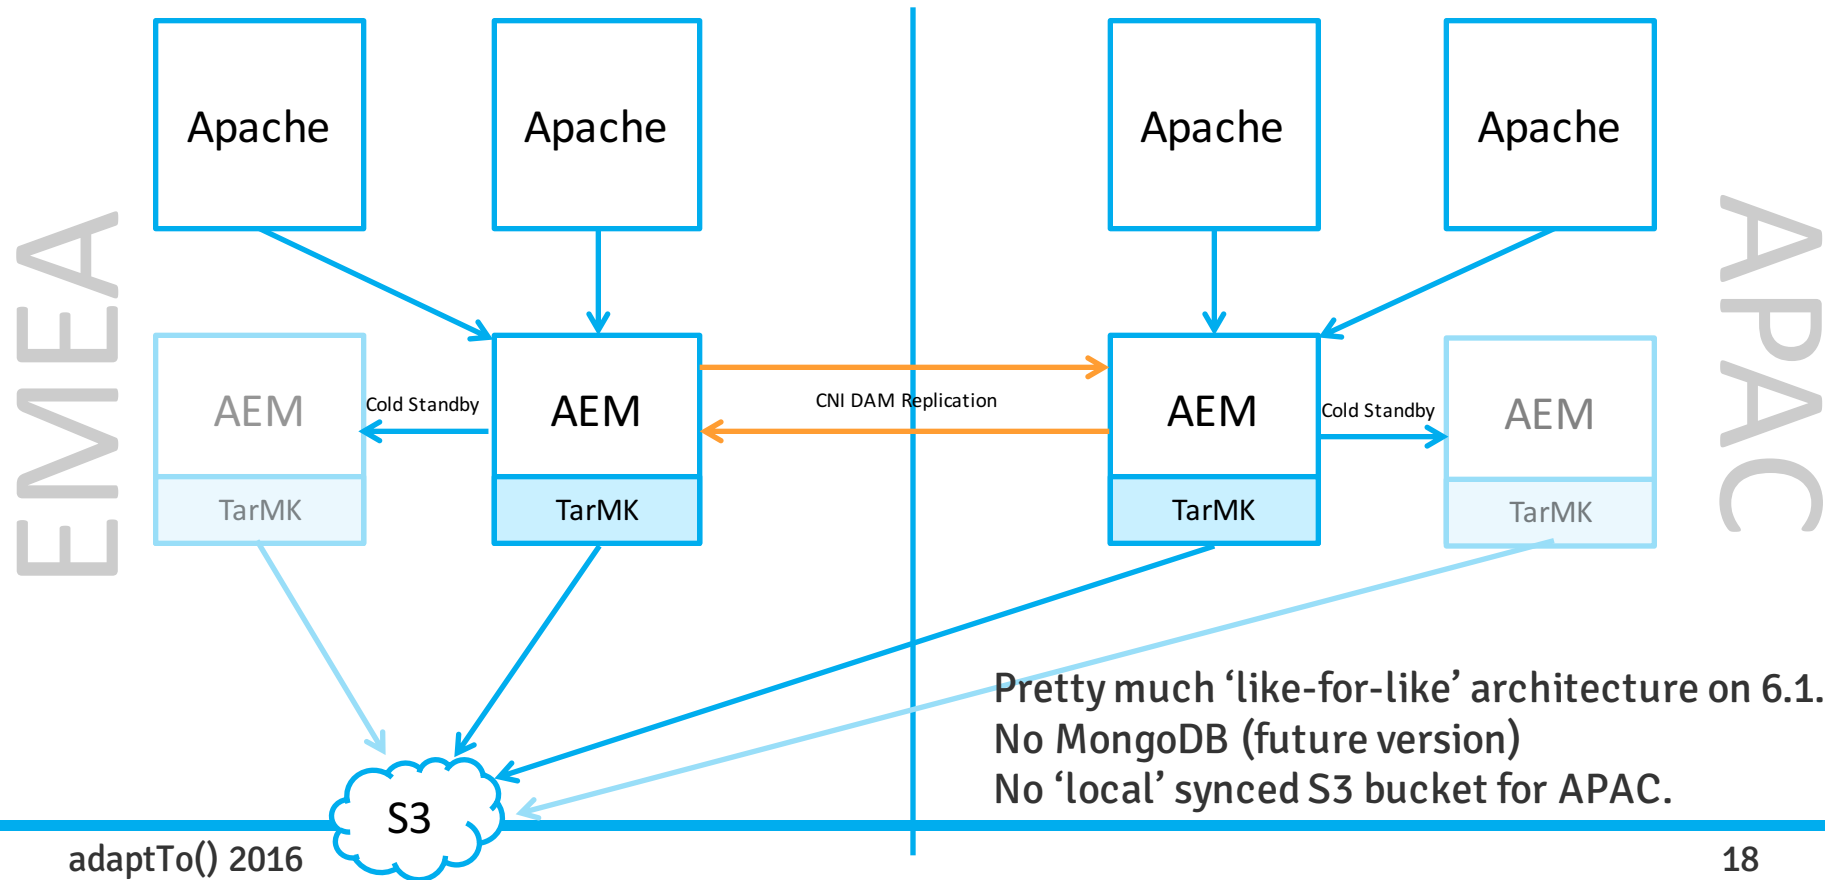 Apache
Apache
Apache
Apache
EMEA
APAC
AEM
Cold Standby
AEM
CNI DAM Replication
AEM
Cold Standby
AEM
TarMK
TarMK
TarMK
TarMK
Pretty much ‘like-for-like’ architecture on 6.1.
No MongoDB (future version)
No ‘local’ synced S3 bucket for APAC.
S3
adaptTo() 2016
18